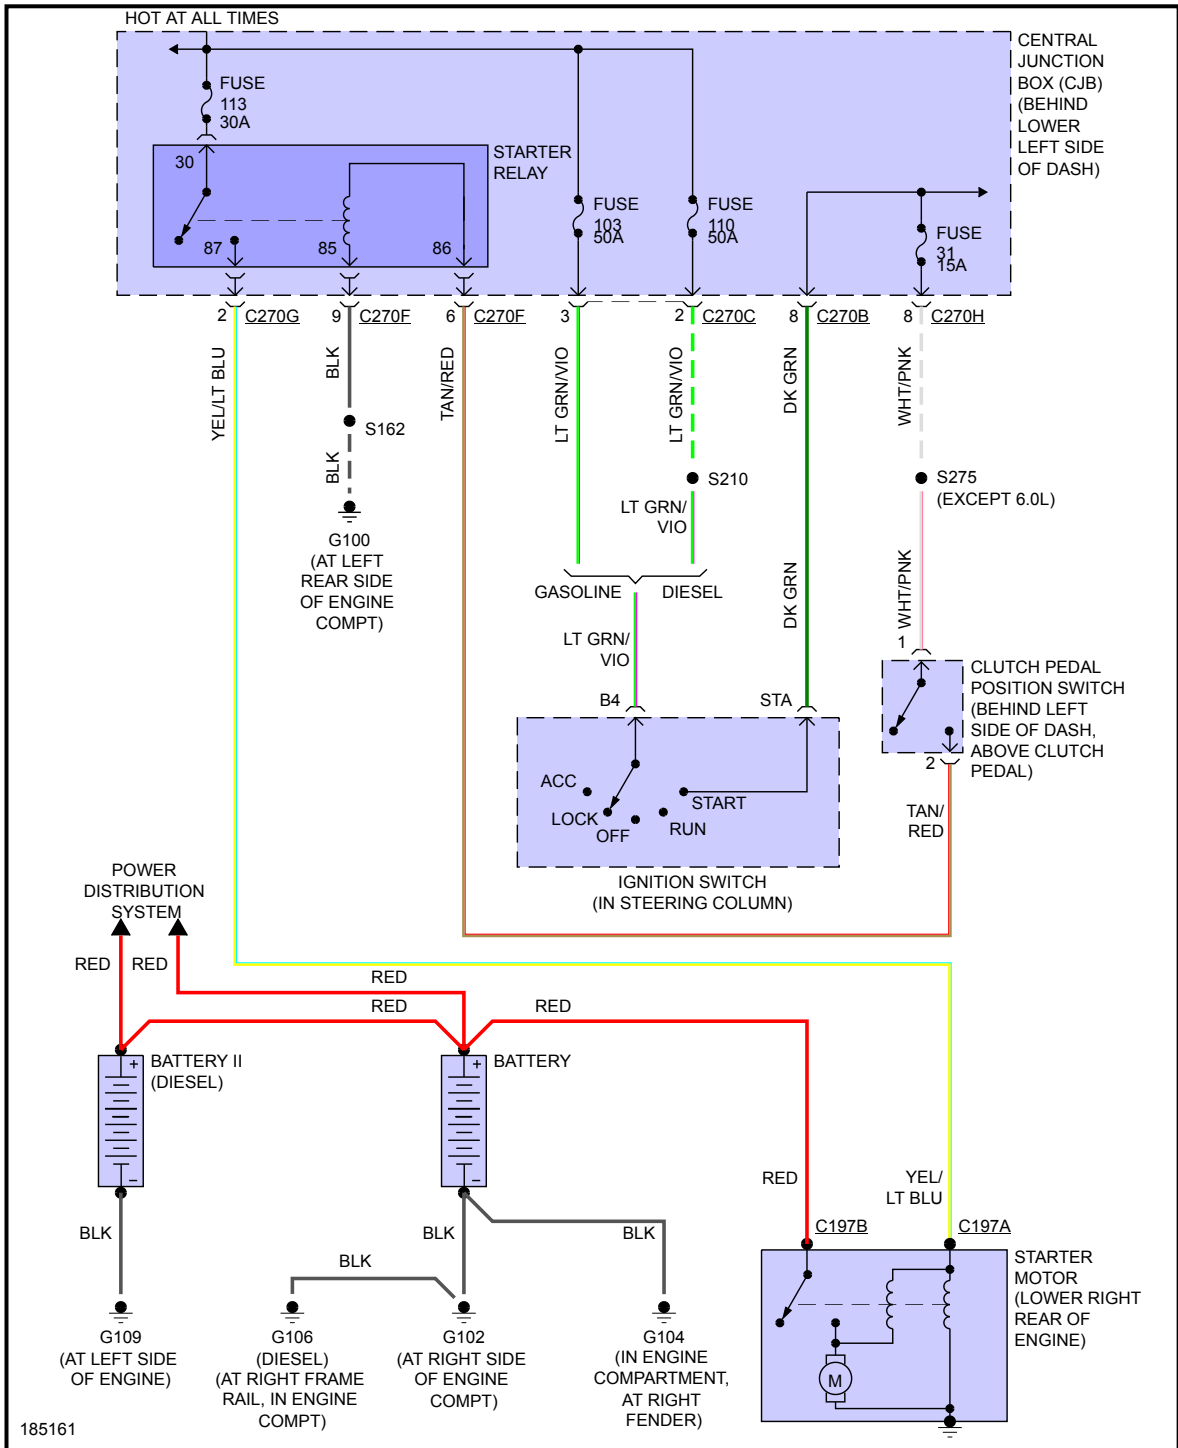 HOT AT ALL TIMES
CENTRAL
JUNCTION
BOX (CJB)
(BEHIND
LOWER
LEFT SIDE
OF DASH)
FUSE
113
30A
30
STARTER
RELAY
87
85
86
FUSE
103
50A
FUSE
110
50A
FUSE
31
15A
2
C270G
9
C270F
6
C270F
3
2
C270C
8
C270B
8
C270H
YEL/LT BLU
BLK
TAN/RED
LT GRN/VIO
LT GRN/VIO
DK GRN
WHT/PNK
S162
BLK
S210
S275
(EXCEPT 6.0L)
LT GRN/
VIO
G100
(AT LEFT
REAR SIDE
OF ENGINE
COMPT)
GASOLINE
DIESEL
DK GRN
WHT/PNK
LT GRN/
VIO
1
B4
STA
CLUTCH PEDAL
POSITION SWITCH
(BEHIND LEFT
SIDE OF DASH,
ABOVE CLUTCH
PEDAL)
2
ACC
LOCK
OFF
RUN
START
TAN/
RED
IGNITION SWITCH
(IN STEERING COLUMN)
POWER
DISTRIBUTION
SYSTEM
RED
RED
RED
RED
RED
+
BATTERY II
(DIESEL)
–
+
BATTERY
–
RED
YEL/
LT BLU
BLK
BLK
BLK
BLK
C197B
C197A
STARTER
MOTOR
(LOWER RIGHT
REAR OF
ENGINE)
M
G109
(AT LEFT SIDE
OF ENGINE)
G106
(DIESEL)
(AT RIGHT FRAME
RAIL, IN ENGINE
COMPT)
G102
(AT RIGHT SIDE
OF ENGINE
COMPT)
G104
(IN ENGINE
COMPARTMENT,
AT RIGHT
FENDER)
185161